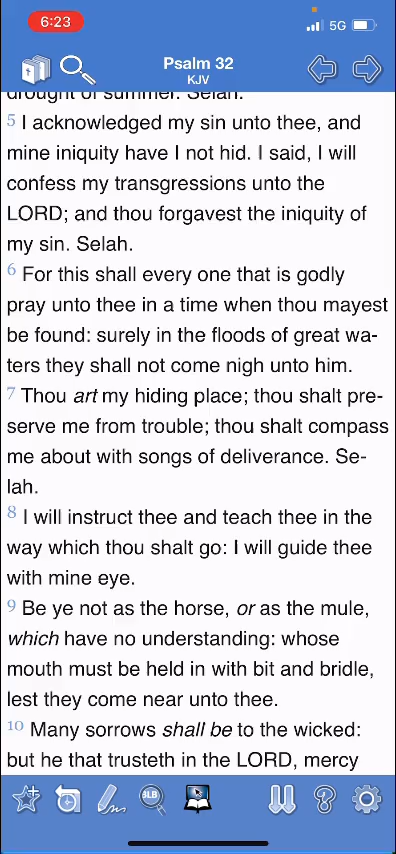 6:23
5G
Psalm 32
KJV
drought of summer. Selah.
5 I acknowledged my sin unto thee, and
mine iniquity have I not hid. I said, I will
confess my transgressions unto the
LORD; and thou forgavest the iniquity of
my sin. Selah.
6 For this shall every one that is godly
pray unto thee in a time when thou mayest
be found: surely in the floods of great wa-
ters they shall not come nigh unto him.
7 Thou art my hiding place; thou shalt pre-
serve me from trouble; thou shalt compass
me about with songs of deliverance. Se-
lah.
8 I will instruct thee and teach thee in the
way which thou shalt go: I will guide thee
with mine eye.
9 Be ye not as the horse, or as the mule,
which have no understanding: whose
mouth must be held in with bit and bridle,
lest they come near unto thee.
10 Many sorrows shall be to the wicked:
but he that trusteth in the LORD, mercy
BLB